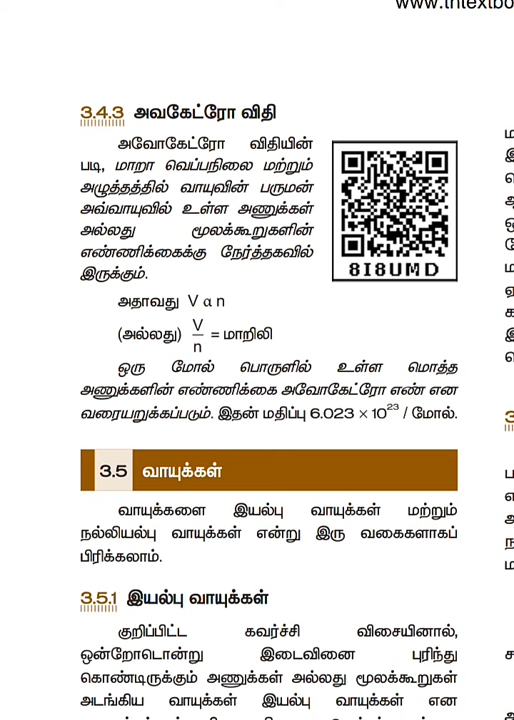 www.tntextbo
3.4.3 அவகேட்ரோ விதி
அவோகேட்ரோ விதியின்
படி, மாறா வெப்பநிலை மற்றும்
அழுத்தத்தில் வாயுவின் பருமன்
அவ்வாயுவில் உள்ள அணுக்கள்
அல்லது மூலக்கூறுகளின்
எண்ணிக்கைக்கு நேர்த்தகவில்
இருக்கும்.
8I8UMD
அதாவது V α n
(அல்லது) V/n = மாறிலி
ஒரு மோல் பொருளில் உள்ள மொத்த
அணுக்களின் எண்ணிக்கை அவோகேட்ரோ எண் என
வரையறுக்கப்படும். இதன் மதிப்பு 6.023 × 10²³ / மோல்.
3.5 வாயுக்கள்
வாயுக்களை இயல்பு வாயுக்கள் மற்றும்
நல்லியல்பு வாயுக்கள் என்று இரு வகைகளாகப்
பிரிக்கலாம்.
3.5.1 இயல்பு வாயுக்கள்
குறிப்பிட்ட கவர்ச்சி விசையினால்,
ஒன்றோடொன்று இடைவினை புரிந்து
கொண்டிருக்கும் அணுக்கள் அல்லது மூலக்கூறுகள்
அடங்கிய வாயுக்கள் இயல்பு வாயுக்கள் என